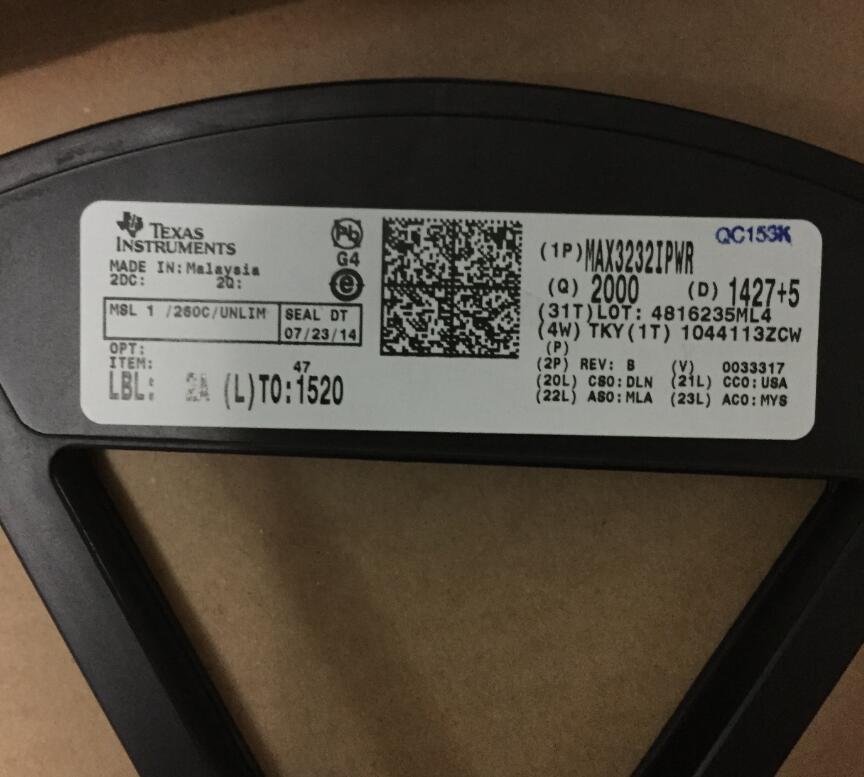 TEXAS
INSTRUMENTS
MADE IN: Malaysia
2DC: 2Q:
MSL 1 /260C/UNLIM
SEAL DT
07/23/14
OPT:
ITEM: 47
LBL: (L)TO:1520
Pb
G4
e
QC153K
(1P)MAX3232IPWR
(Q) 2000 (D) 1427+5
(31T)LOT: 4816235ML4
(4W) TKY(1T) 1044113ZCW
(P)
(2P) REV: B (V) 0033317
(20L) CSO:DLN (21L) CCO:USA
(22L) ASO:MLA (23L) ACO:MYS